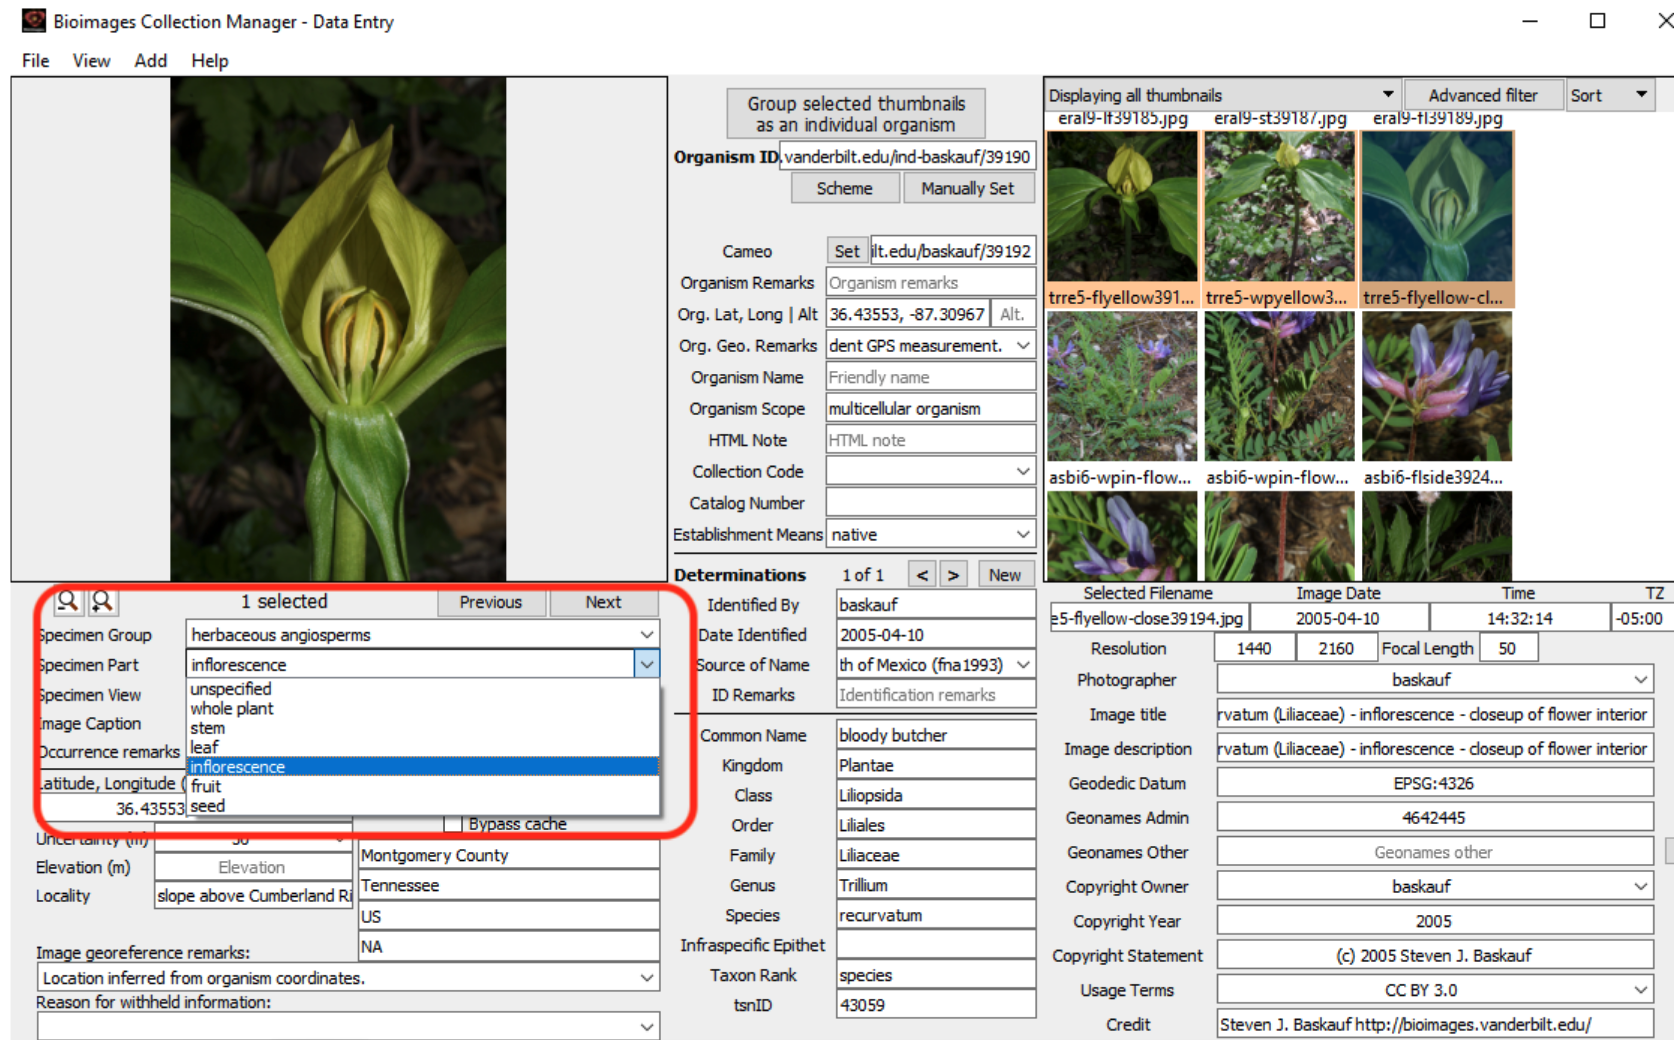 Bioimages Collection Manager - Data Entry
File View Add Help
Group selected thumbnails
as an individual organism
Organism ID .vanderbilt.edu/ind-baskauf/39190
Scheme Manually Set
Cameo Set ilt.edu/baskauf/39192
Organism Remarks Organism remarks
Org. Lat, Long | Alt 36.43553, -87.30967 Alt.
Org. Geo. Remarks dent GPS measurement.
Organism Name Friendly name
Organism Scope multicellular organism
HTML Note HTML note
Collection Code
Catalog Number
Establishment Means native
Determinations 1 of 1 < > New
Identified By baskauf
Date Identified 2005-04-10
Source of Name th of Mexico (fna1993)
ID Remarks Identification remarks
Common Name bloody butcher
Kingdom Plantae
Class Liliopsida
Order Liliales
Family Liliaceae
Genus Trillium
Species recurvatum
Infraspecific Epithet
Taxon Rank species
tsnID 43059
Displaying all thumbnails Advanced filter Sort
eral9-lf39185.jpg eral9-st39187.jpg eral9-fl39189.jpg
trre5-flyellow391... trre5-wpyellow3... trre5-flyellow-cl...
asbi6-wpin-flow... asbi6-wpin-flow... asbi6-flside3924...
1 selected Previous Next
Specimen Group herbaceous angiosperms
Specimen Part inflorescence
unspecified
whole plant
stem
leaf
inflorescence
fruit
seed
Specimen View
Image Caption
Occurrence remarks
Latitude, Longitude (
36.43553
Bypass cache
Uncertainty (m) 50
Elevation (m) Elevation
Locality slope above Cumberland Ri
Montgomery County
Tennessee
US
NA
Image georeference remarks:
Location inferred from organism coordinates.
Reason for withheld information:
Selected Filename Image Date Time TZ
e5-flyellow-close39194.jpg 2005-04-10 14:32:14 -05:00
Resolution 1440 2160 Focal Length 50
Photographer baskauf
Image title rvatum (Liliaceae) - inflorescence - closeup of flower interior
Image description rvatum (Liliaceae) - inflorescence - closeup of flower interior
Geodedic Datum EPSG:4326
Geonames Admin 4642445
Geonames Other Geonames other
Copyright Owner baskauf
Copyright Year 2005
Copyright Statement (c) 2005 Steven J. Baskauf
Usage Terms CC BY 3.0
Credit Steven J. Baskauf http://bioimages.vanderbilt.edu/